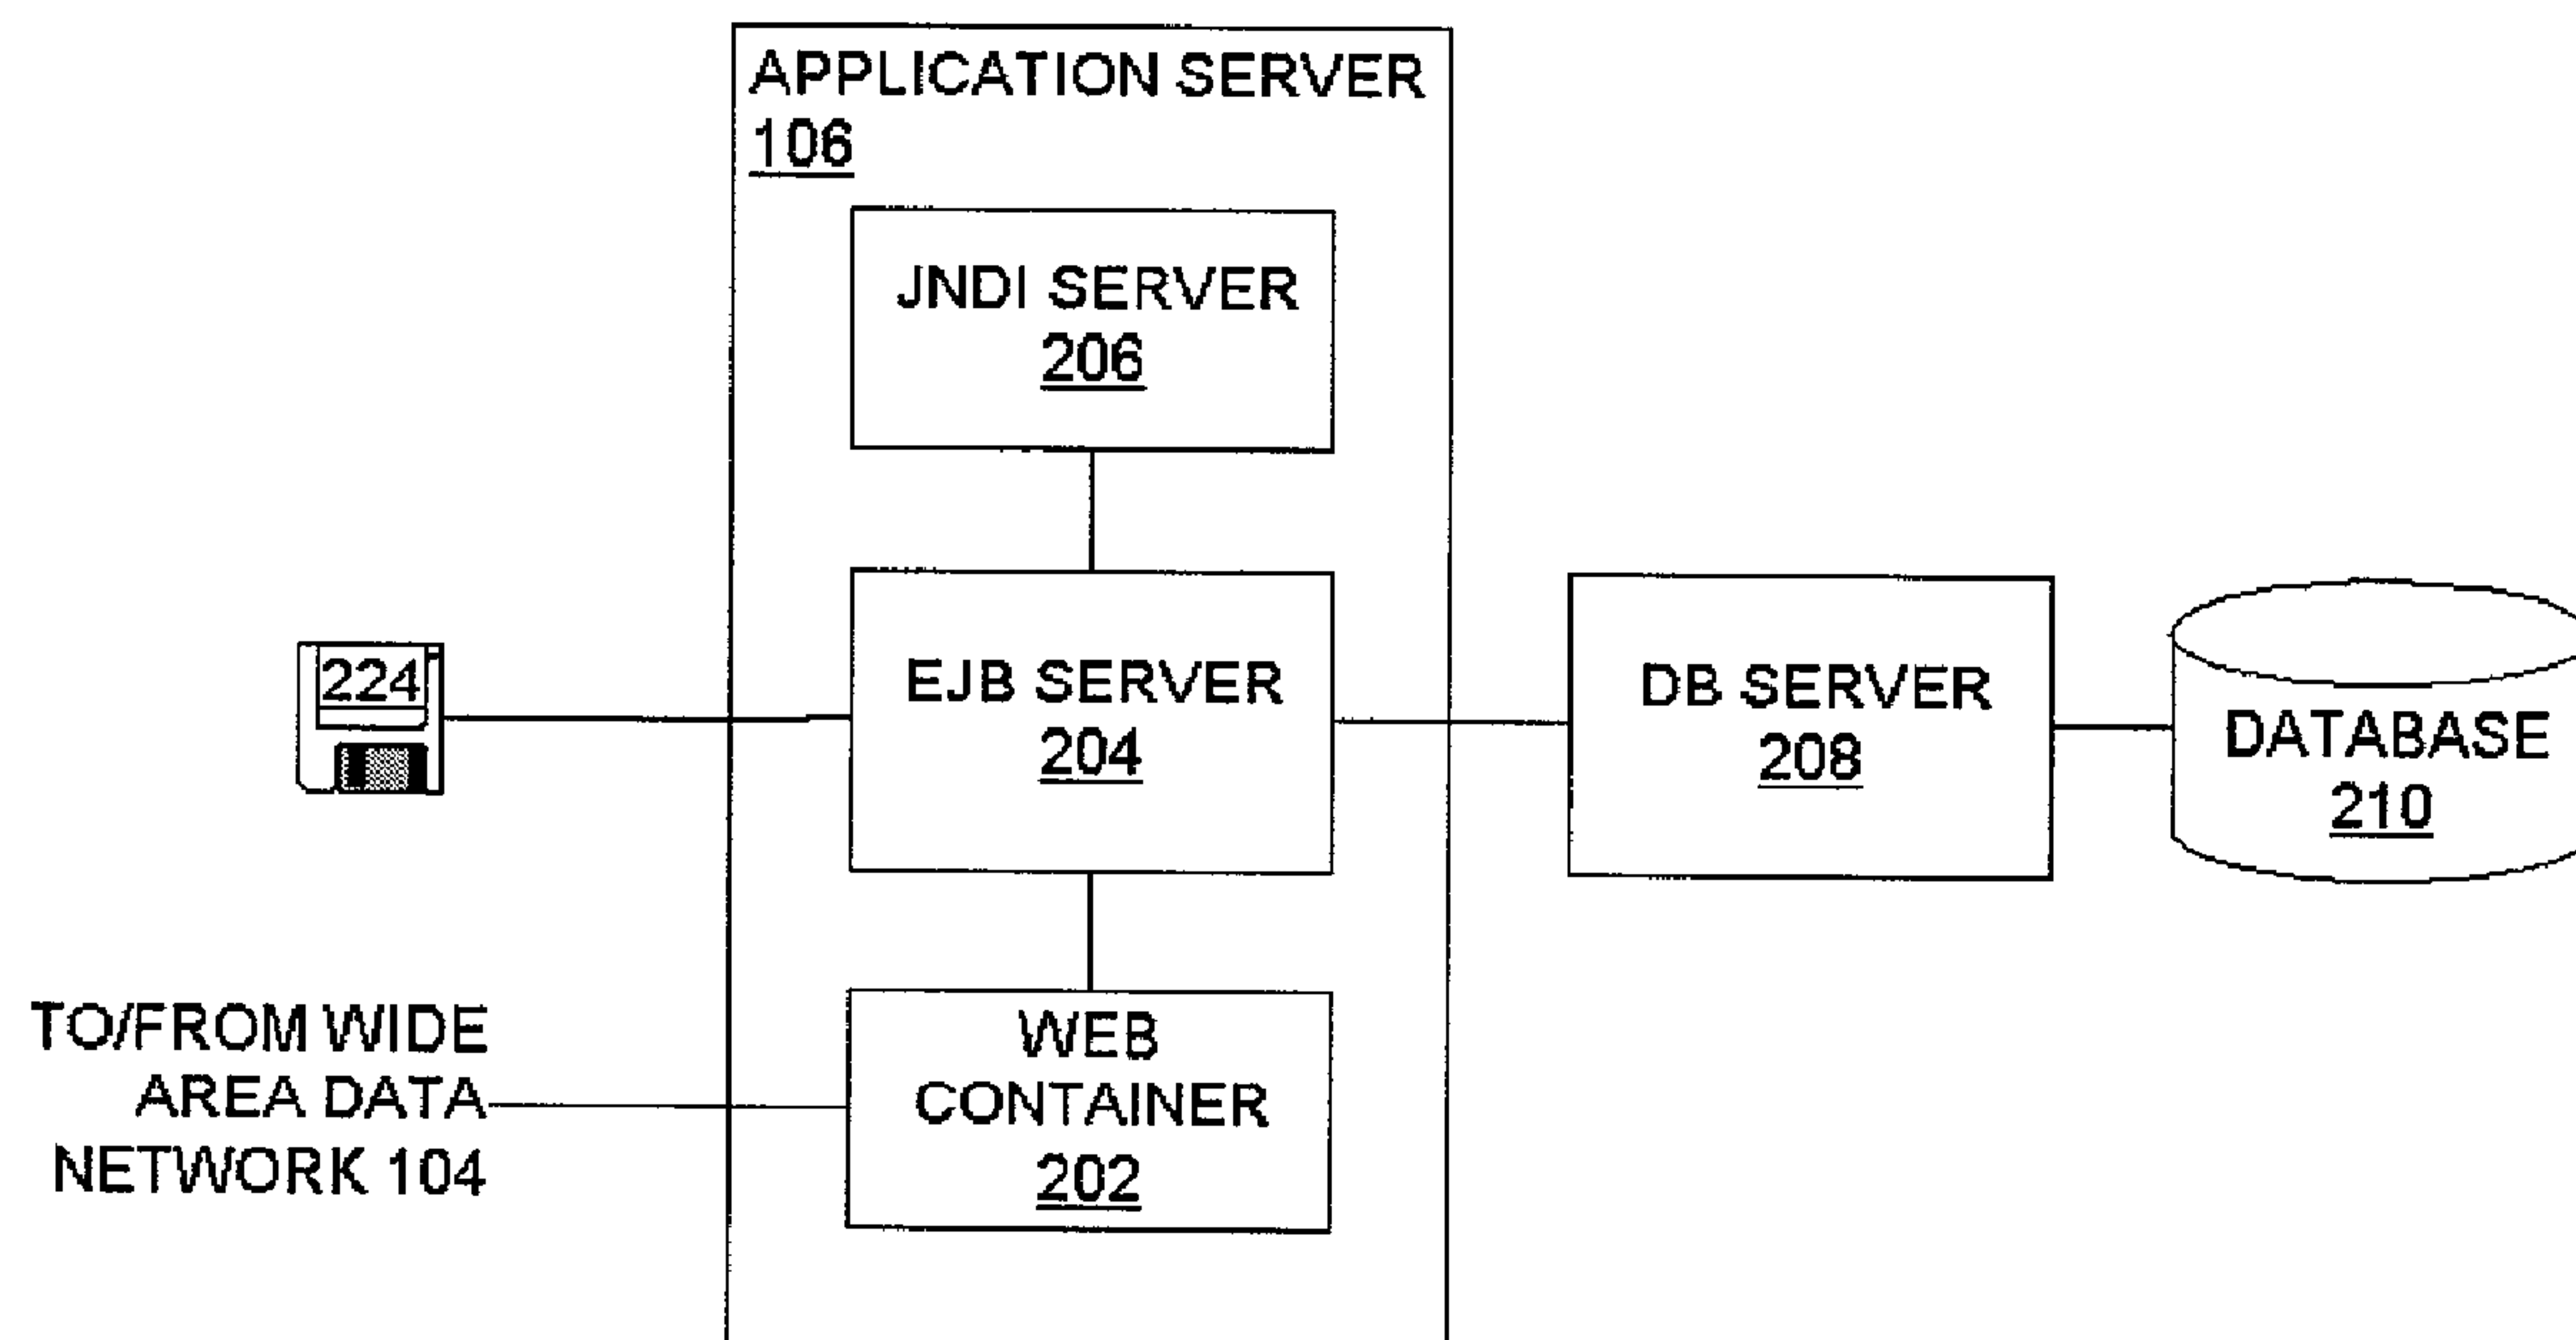 APPLICATION SERVER
106
JNDI SERVER
206
224
EJB SERVER
204
DB SERVER
208
DATABASE
210
TO/FROM WIDE
AREA DATA
NETWORK 104
WEB
CONTAINER
202